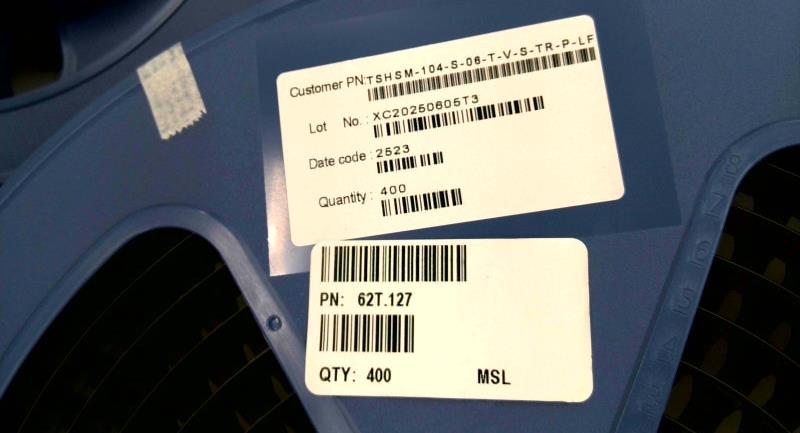 Customer PN:TSHSM-104-S-06-T-V-S-TR-P-LF
Lot No.: XC20250605T3
Date code: 2523
Quantity: 400
PN: 62T.127
QTY: 400 MSL